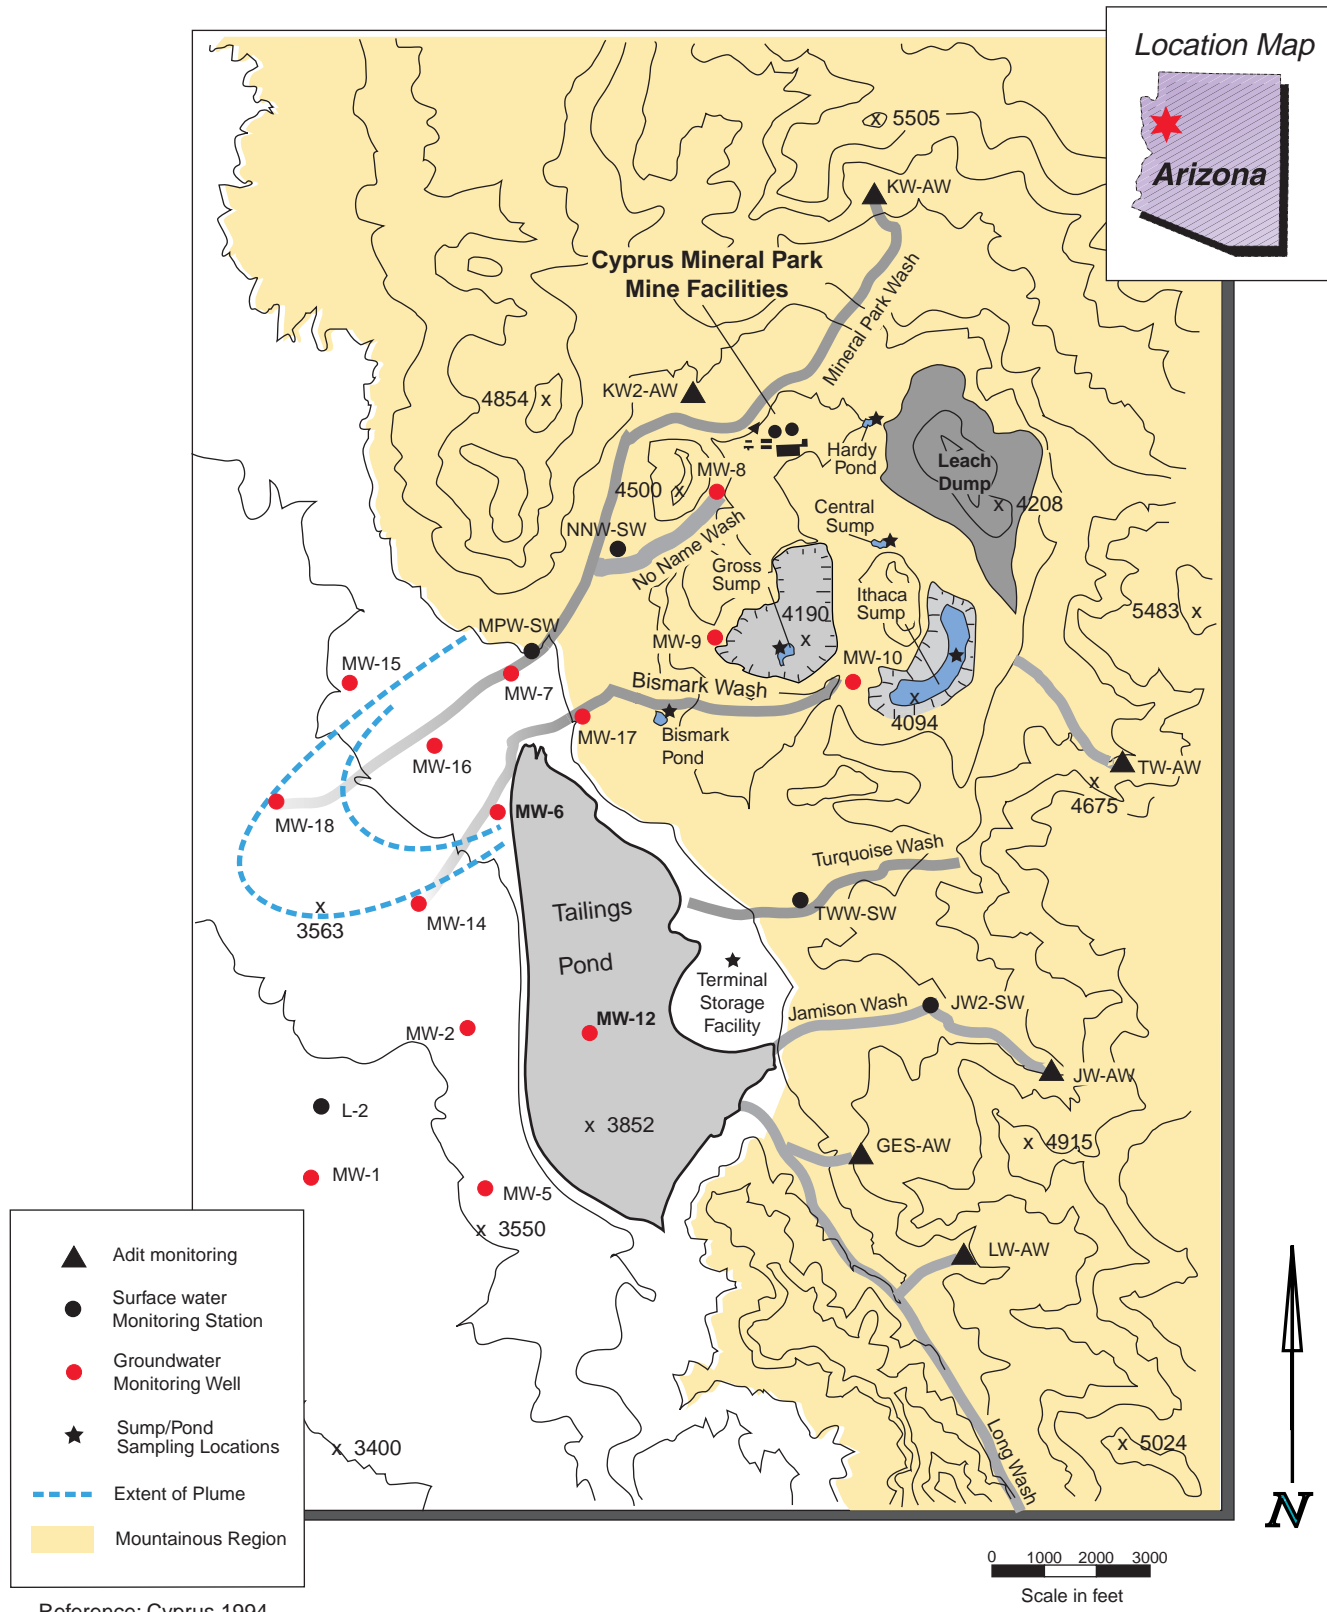 Location Map
Arizona
x 5505
KW-AW
Cyprus Mineral Park
Mine Facilities
Mineral Park Wash
KW2-AW
4854 x
Hardy
Pond
Leach
Dump
MW-8
4500 x
x 4208
Central
Sump
NNW-SW
No Name Wash
Gross
Sump
Ithaca
Sump
4190
x
5483
x
MPW-SW
MW-9
MW-15
MW-10
MW-7
Bismark Wash
x
4094
MW-17
Bismark
Pond
MW-16
TW-AW
x
4675
MW-18
MW-6
Turquoise Wash
x
3563
MW-14
Tailings
Pond
TWW-SW
Terminal
Storage
Facility
Jamison Wash
JW2-SW
MW-12
MW-2
JW-AW
L-2
x 3852
x 4915
GES-AW
MW-1
MW-5
x 3550
LW-AW
Long Wash
x 3400
x 5024
Adit monitoring
Surface water
Monitoring Station
Groundwater
Monitoring Well
Sump/Pond
Sampling Locations
Extent of Plume
Mountainous Region
N
0 1000 2000 3000
Scale in feet
Reference: Cyprus 1994